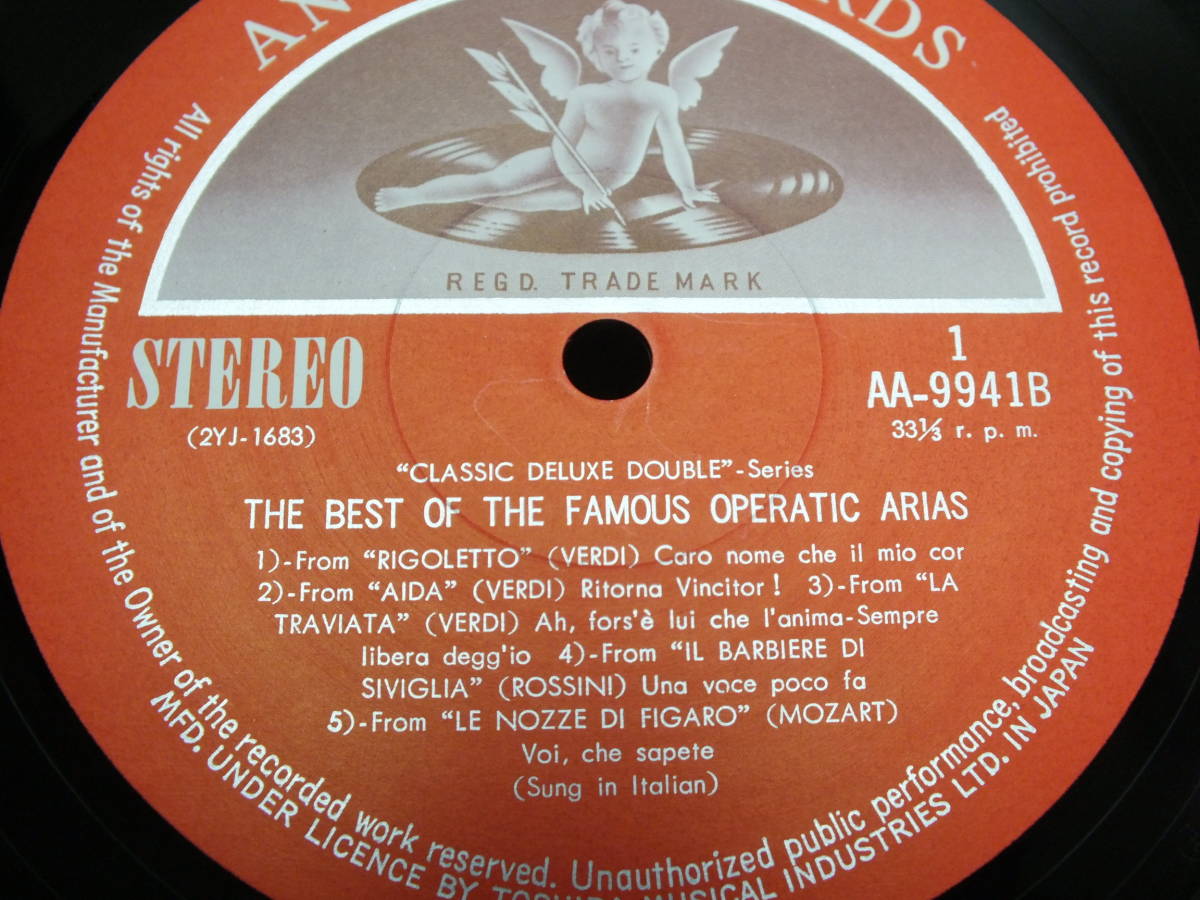 REGD. TRADE MARK
STEREO
(2YJ-1683)
1
AA-9941B
33⅓ r. p. m.
“CLASSIC DELUXE DOUBLE”-Series
THE BEST OF THE FAMOUS OPERATIC ARIAS
1)-From “RIGOLETTO” (VERDI) Caro nome che il mio cor
2)-From “AIDA” (VERDI) Ritorna Vincitor! 3)-From “LA
TRAVIATA” (VERDI) Ah, fors'è lui che l'anima-Sempre
libera degg'io 4)-From “IL BARBIERE DI
SIVIGLIA” (ROSSINI) Una voce poco fa
5)-From “LE NOZZE DI FIGARO” (MOZART)
Voi, che sapete
(Sung in Italian)
All rights of the Manufacturer and of the Owner of the recorded work reserved. Unauthorized public performance, broadcasting and copying of this record prohibited
MFD. UNDER LICENCE BY MUSICAL INDUSTRIES LTD. IN JAPAN